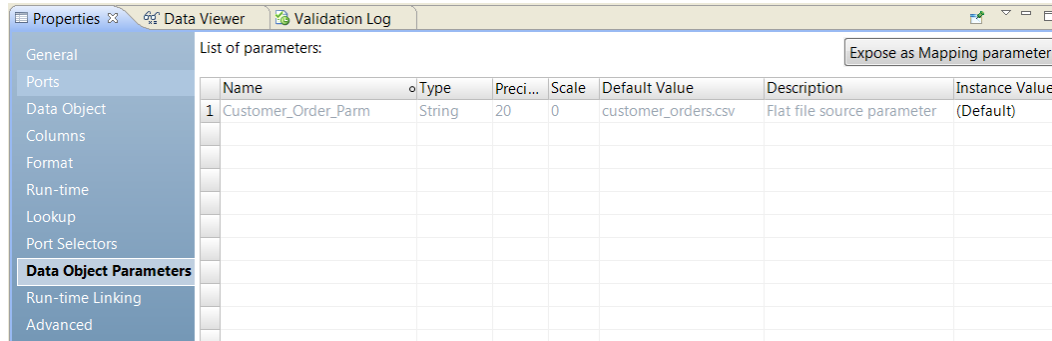 Properties Data Viewer Validation Log
General
Ports
Data Object
Columns
Format
Run-time
Lookup
Port Selectors
Data Object Parameters
Run-time Linking
Advanced
List of parameters:
Expose as Mapping parameter
Name Type Preci... Scale Default Value Description Instance Value
1 Customer_Order_Parm String 20 0 customer_orders.csv Flat file source parameter (Default)